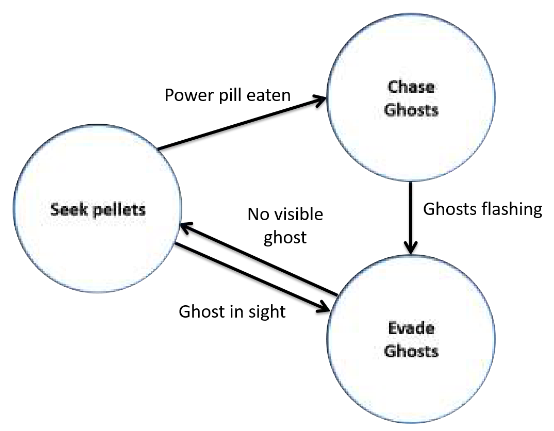 Chase
Ghosts
Power pill eaten
Seek pellets
No visible
ghost
Ghosts flashing
Ghost in sight
Evade
Ghosts